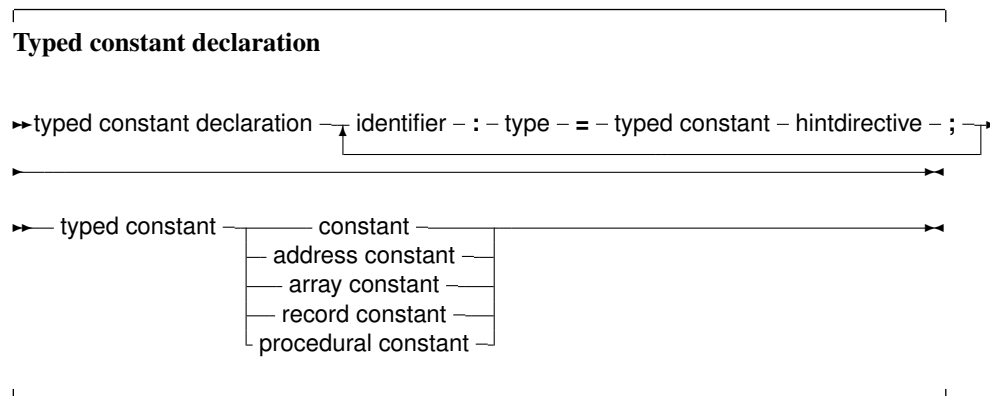 Typed constant declaration
typed constant declaration identifier : type = typed constant hintdirective ;
typed constant constant
address constant
array constant
record constant
procedural constant